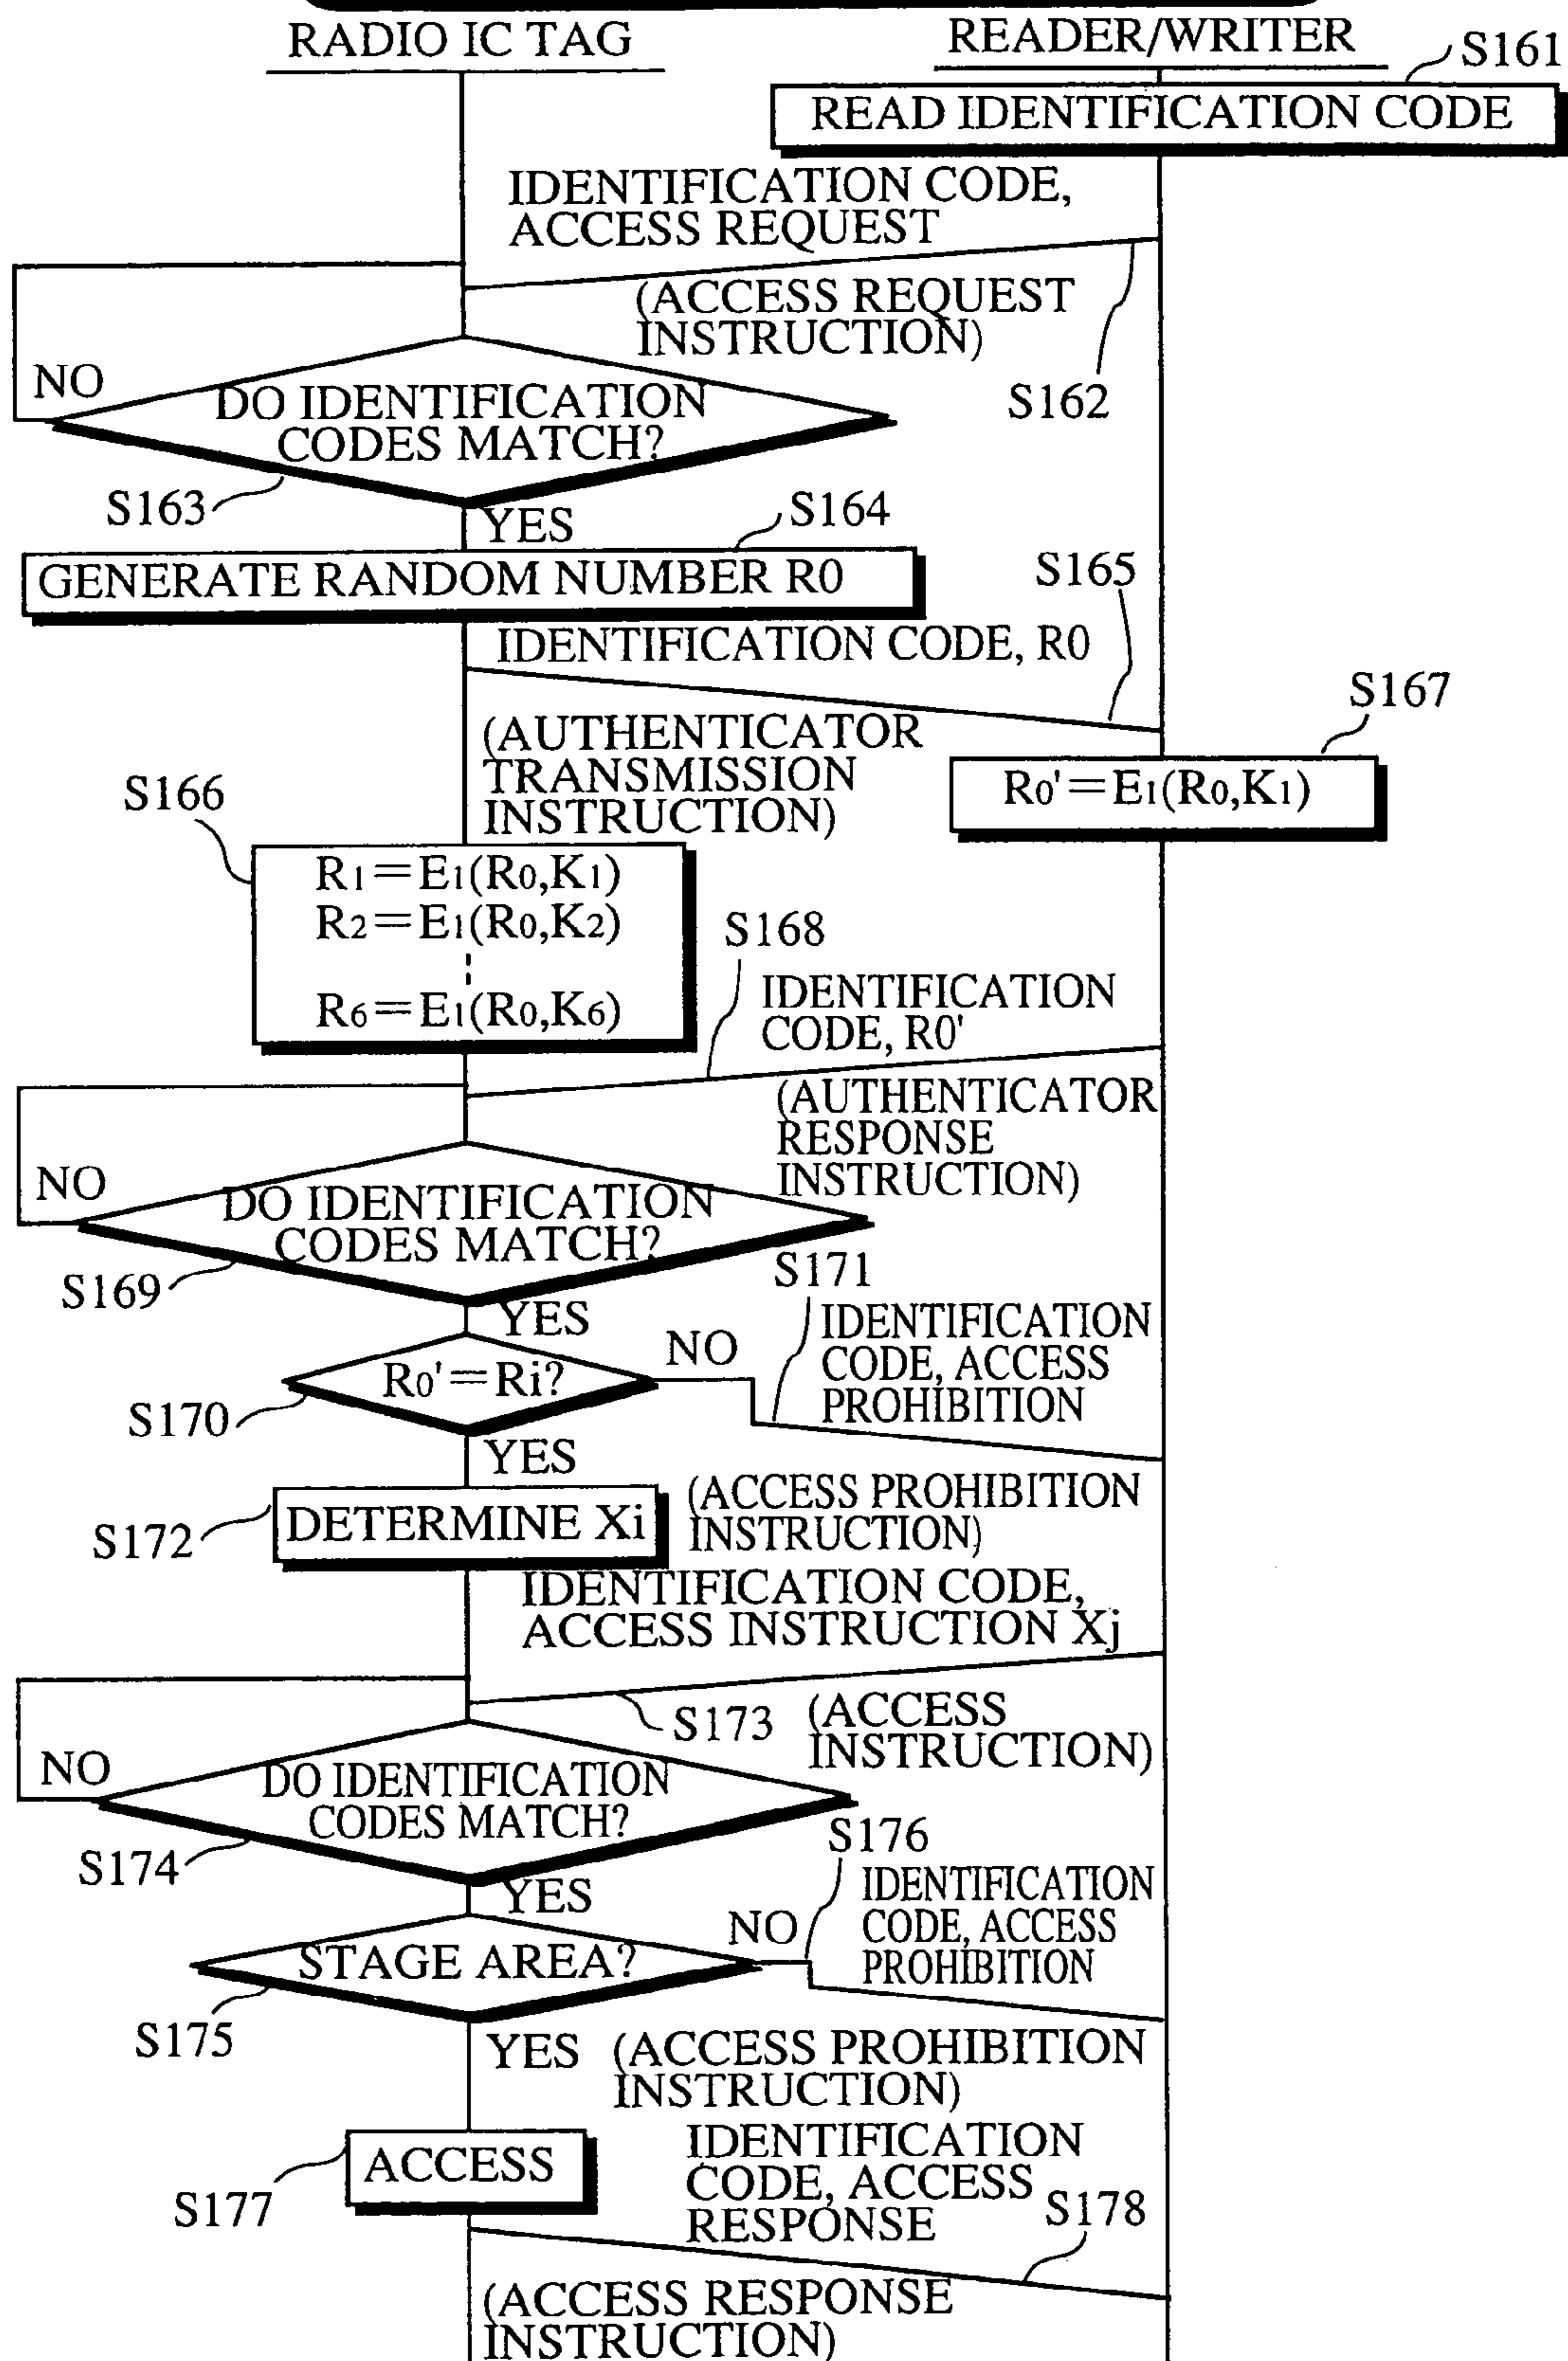 RADIO IC TAG
READER/WRITER
S161
READ IDENTIFICATION CODE
IDENTIFICATION CODE,
ACCESS REQUEST
(ACCESS REQUEST
INSTRUCTION)
S162
NO
DO IDENTIFICATION
CODES MATCH?
S163
YES
S164
GENERATE RANDOM NUMBER R0
S165
IDENTIFICATION CODE, R0
S167
(AUTHENTICATOR
TRANSMISSION
INSTRUCTION)
R0'=E1(R0,K1)
S166
R1=E1(R0,K1)
R2=E1(R0,K2)
R6=E1(R0,K6)
S168
IDENTIFICATION
CODE, R0'
(AUTHENTICATOR
RESPONSE
INSTRUCTION)
NO
DO IDENTIFICATION
CODES MATCH?
S169
YES
S171
IDENTIFICATION
CODE, ACCESS
PROHIBITION
NO
R0'=Ri?
S170
YES
(ACCESS PROHIBITION
INSTRUCTION)
DETERMINE Xi
S172
IDENTIFICATION CODE,
ACCESS INSTRUCTION Xj
S173
(ACCESS
INSTRUCTION)
NO
DO IDENTIFICATION
CODES MATCH?
S174
YES
S176
IDENTIFICATION
CODE, ACCESS
PROHIBITION
NO
STAGE AREA?
S175
YES
(ACCESS PROHIBITION
INSTRUCTION)
ACCESS
S177
IDENTIFICATION
CODE, ACCESS
RESPONSE
S178
(ACCESS RESPONSE
INSTRUCTION)